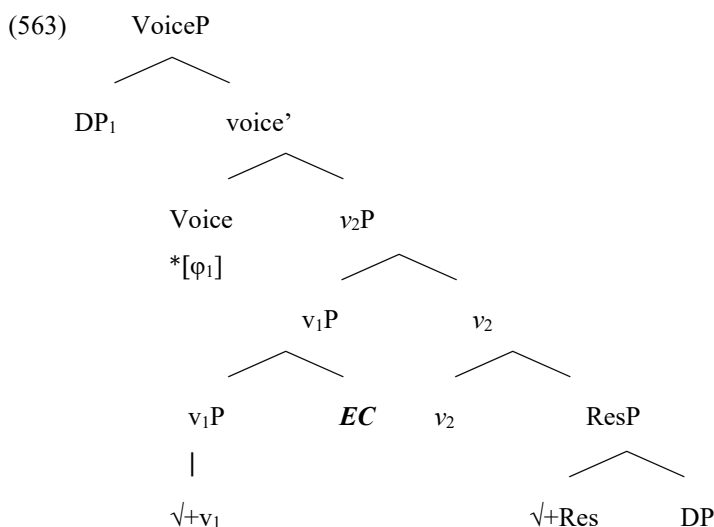 (563) VoiceP
DP₁ voice’
Voice v₂P
*[φ₁]
v₁P v₂
v₁P EC v₂ ResP
√+v₁ √+Res DP